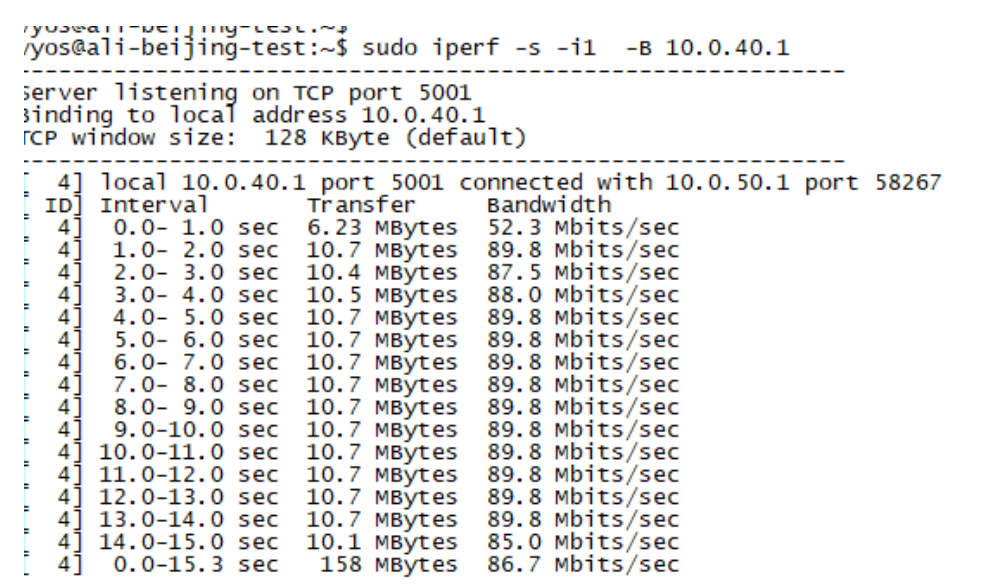 yos@ali-beijing-test:~$
yos@ali-beijing-test:~$ sudo iperf -s -i1  -B 10.0.40.1
------------------------------------------------------------
Server listening on TCP port 5001
Binding to local address 10.0.40.1
TCP window size:  128 KByte (default)
------------------------------------------------------------
[  4] local 10.0.40.1 port 5001 connected with 10.0.50.1 port 58267
[ ID] Interval       Transfer     Bandwidth
[  4]  0.0- 1.0 sec  6.23 MBytes  52.3 Mbits/sec
[  4]  1.0- 2.0 sec  10.7 MBytes  89.8 Mbits/sec
[  4]  2.0- 3.0 sec  10.4 MBytes  87.5 Mbits/sec
[  4]  3.0- 4.0 sec  10.5 MBytes  88.0 Mbits/sec
[  4]  4.0- 5.0 sec  10.7 MBytes  89.8 Mbits/sec
[  4]  5.0- 6.0 sec  10.7 MBytes  89.8 Mbits/sec
[  4]  6.0- 7.0 sec  10.7 MBytes  89.8 Mbits/sec
[  4]  7.0- 8.0 sec  10.7 MBytes  89.8 Mbits/sec
[  4]  8.0- 9.0 sec  10.7 MBytes  89.8 Mbits/sec
[  4]  9.0-10.0 sec  10.7 MBytes  89.8 Mbits/sec
[  4] 10.0-11.0 sec  10.7 MBytes  89.8 Mbits/sec
[  4] 11.0-12.0 sec  10.7 MBytes  89.8 Mbits/sec
[  4] 12.0-13.0 sec  10.7 MBytes  89.8 Mbits/sec
[  4] 13.0-14.0 sec  10.7 MBytes  89.8 Mbits/sec
[  4] 14.0-15.0 sec  10.1 MBytes  85.0 Mbits/sec
[  4]  0.0-15.3 sec   158 MBytes  86.7 Mbits/sec